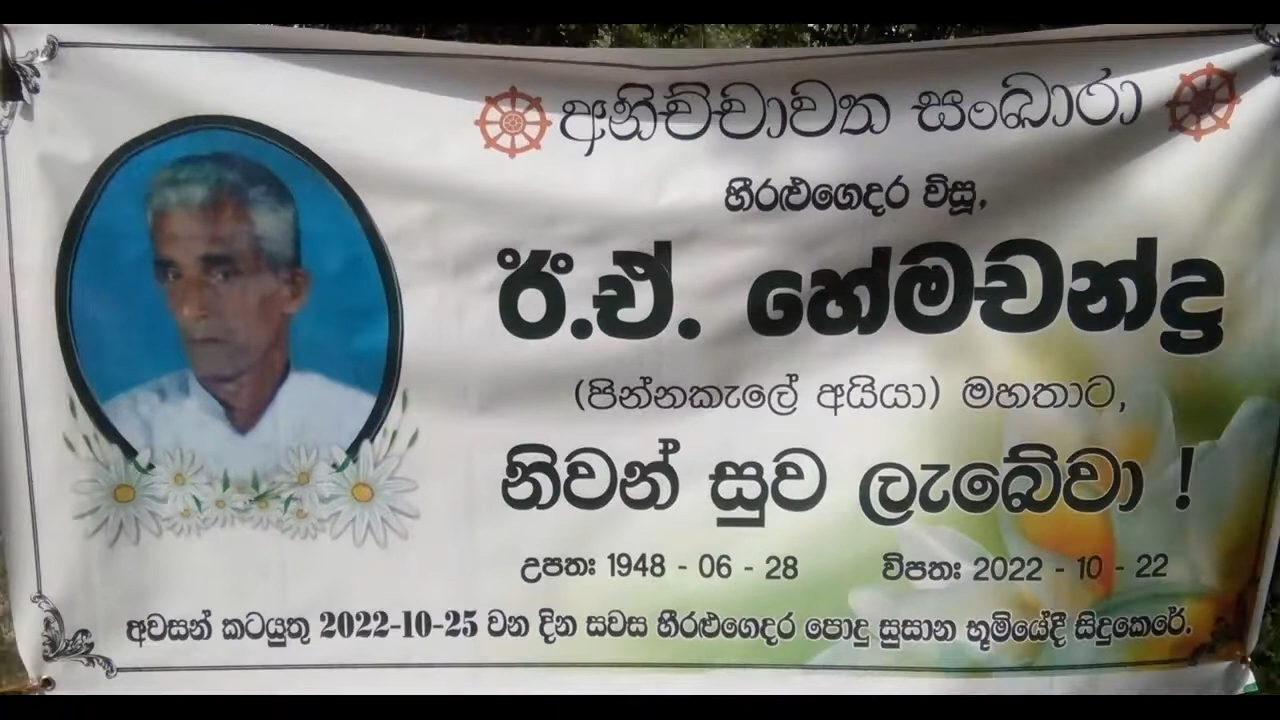 අනිච්චාවත සංඛාරා
හීරළුගෙදර විසූ,
ඊ.ඒ. හේමචන්ද්‍ර
(පින්නකැලේ අයියා) මහතාට,
නිවන් සුව ලැබේවා !
උපත: 1948 - 06 - 28 විපත: 2022 - 10 - 22
අවසන් කටයුතු 2022-10-25 වන දින සවස හීරළුගෙදර පොදු සුසාන භූමියේදී සිදුකෙරේ.